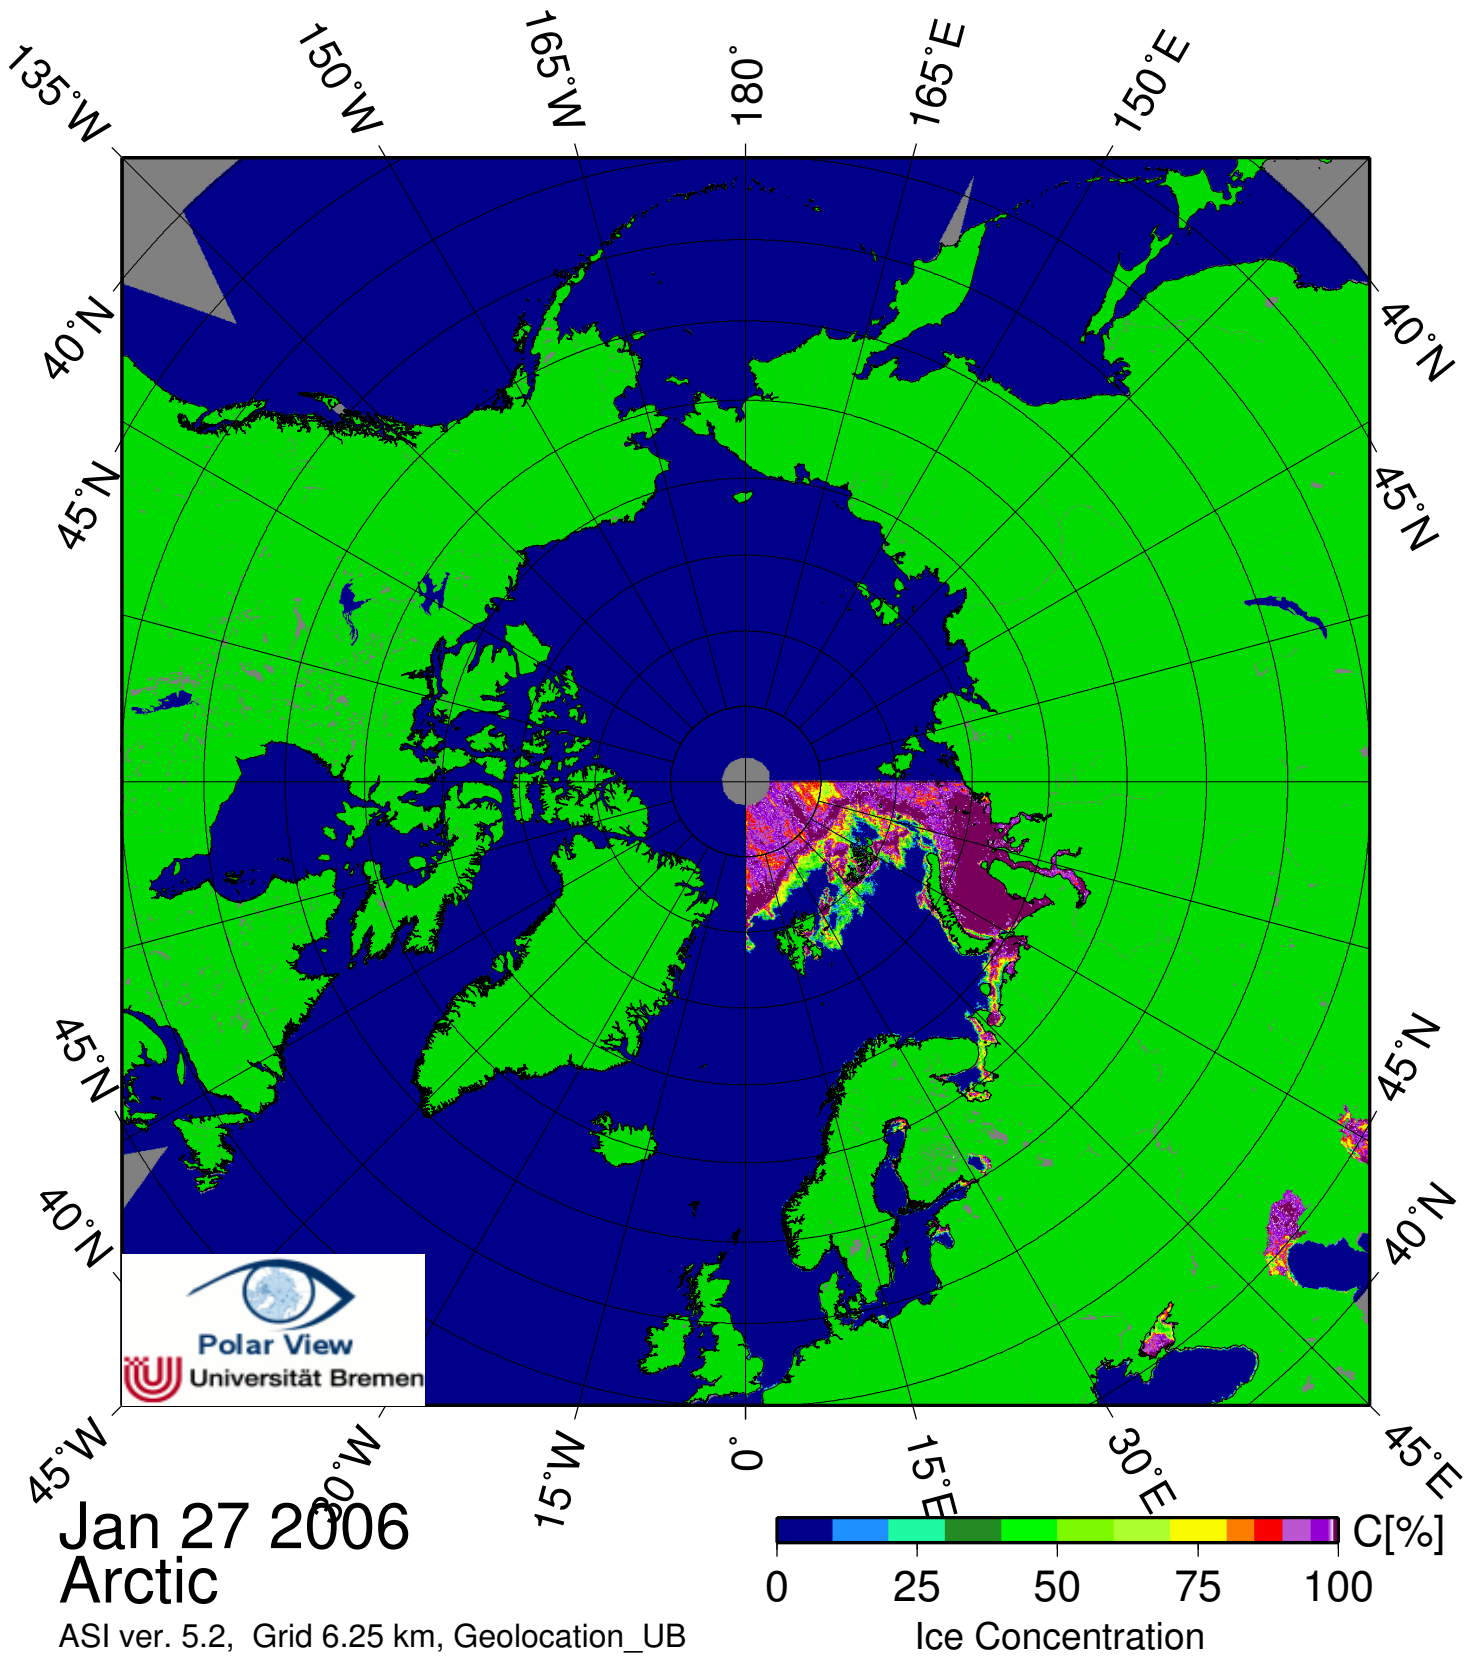 135°W
150°W
165°W
180°
165°E
150°E
40°N
40°N
45°N
45°N
45°N
45°N
40°N
40°N
Polar View
Universität Bremen
45°W
30°W
15°W
0°
15°E
30°E
45°E
Jan 27 2006
Arctic
ASI ver. 5.2, Grid 6.25 km, Geolocation_UB
C[%]
0 25 50 75 100
Ice Concentration